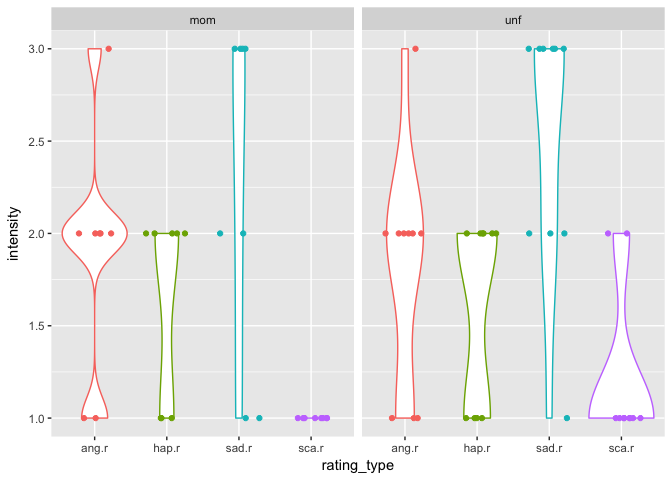 mom unf
3.0
2.5
2.0
1.5
1.0
intensity
ang.r hap.r sad.r sca.r ang.r hap.r sad.r sca.r
rating_type